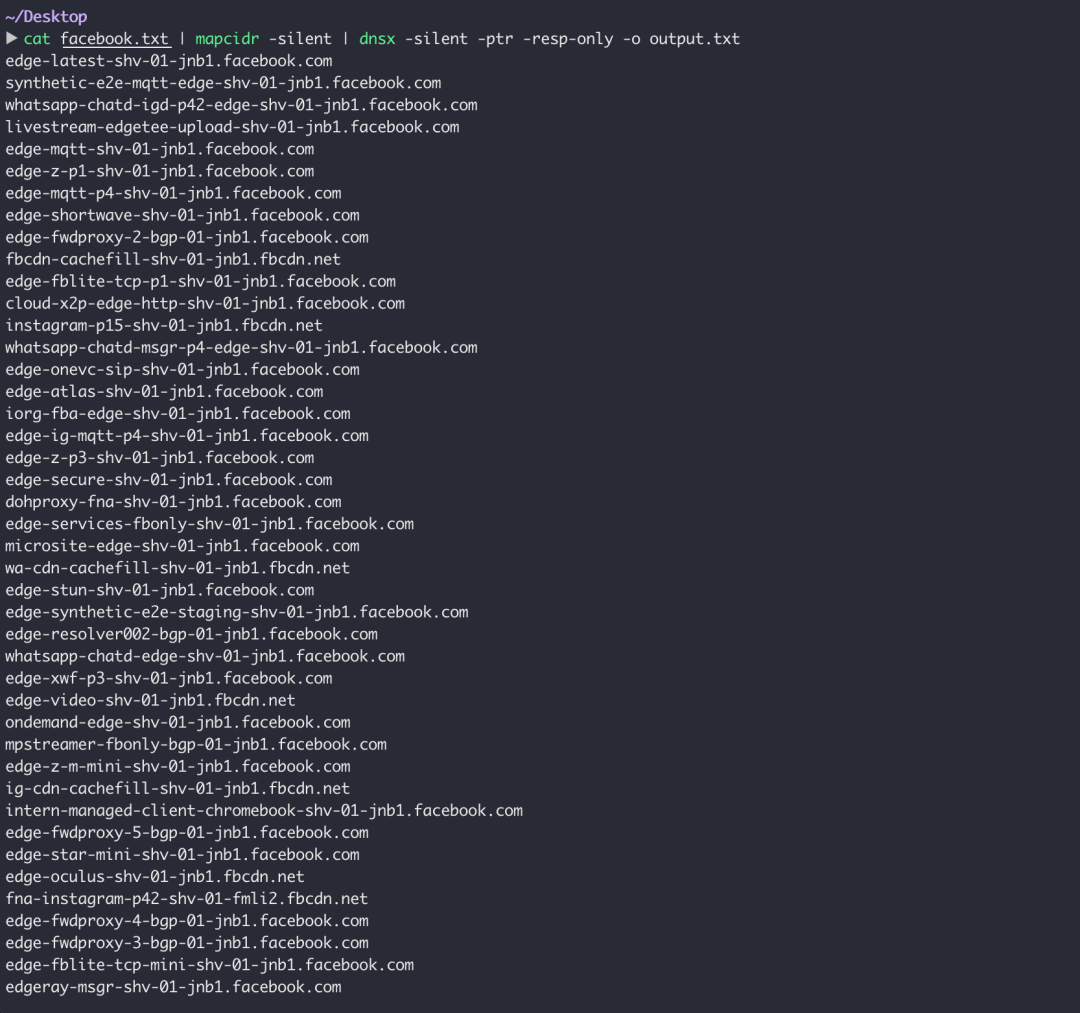 ~/Desktop
▶ cat facebook.txt | mapcidr -silent | dnsx -silent -ptr -resp-only -o output.txt
edge-latest-shv-01-jnb1.facebook.com
synthetic-e2e-mqtt-edge-shv-01-jnb1.facebook.com
whatsapp-chatd-igd-p42-edge-shv-01-jnb1.facebook.com
livestream-edgetee-upload-shv-01-jnb1.facebook.com
edge-mqtt-shv-01-jnb1.facebook.com
edge-z-p1-shv-01-jnb1.facebook.com
edge-mqtt-p4-shv-01-jnb1.facebook.com
edge-shortwave-shv-01-jnb1.facebook.com
edge-fwdproxy-2-bgp-01-jnb1.facebook.com
fbcdn-cachefill-shv-01-jnb1.fbcdn.net
edge-fblite-tcp-p1-shv-01-jnb1.facebook.com
cloud-x2p-edge-http-shv-01-jnb1.facebook.com
instagram-p15-shv-01-jnb1.fbcdn.net
whatsapp-chatd-msgr-p4-edge-shv-01-jnb1.facebook.com
edge-onevc-sip-shv-01-jnb1.facebook.com
edge-atlas-shv-01-jnb1.facebook.com
iorg-fba-edge-shv-01-jnb1.facebook.com
edge-ig-mqtt-p4-shv-01-jnb1.facebook.com
edge-z-p3-shv-01-jnb1.facebook.com
edge-secure-shv-01-jnb1.facebook.com
dohproxy-fna-shv-01-jnb1.facebook.com
edge-services-fbonly-shv-01-jnb1.facebook.com
microsite-edge-shv-01-jnb1.facebook.com
wa-cdn-cachefill-shv-01-jnb1.fbcdn.net
edge-stun-shv-01-jnb1.facebook.com
edge-synthetic-e2e-staging-shv-01-jnb1.facebook.com
edge-resolver002-bgp-01-jnb1.facebook.com
whatsapp-chatd-edge-shv-01-jnb1.facebook.com
edge-xwf-p3-shv-01-jnb1.facebook.com
edge-video-shv-01-jnb1.fbcdn.net
ondemand-edge-shv-01-jnb1.facebook.com
mpstreamer-fbonly-bgp-01-jnb1.facebook.com
edge-z-m-mini-shv-01-jnb1.facebook.com
ig-cdn-cachefill-shv-01-jnb1.fbcdn.net
intern-managed-client-chromebook-shv-01-jnb1.facebook.com
edge-fwdproxy-5-bgp-01-jnb1.facebook.com
edge-star-mini-shv-01-jnb1.facebook.com
edge-oculus-shv-01-jnb1.fbcdn.net
fna-instagram-p42-shv-01-fmli2.fbcdn.net
edge-fwdproxy-4-bgp-01-jnb1.facebook.com
edge-fwdproxy-3-bgp-01-jnb1.facebook.com
edge-fblite-tcp-mini-shv-01-jnb1.facebook.com
edgeray-msgr-shv-01-jnb1.facebook.com